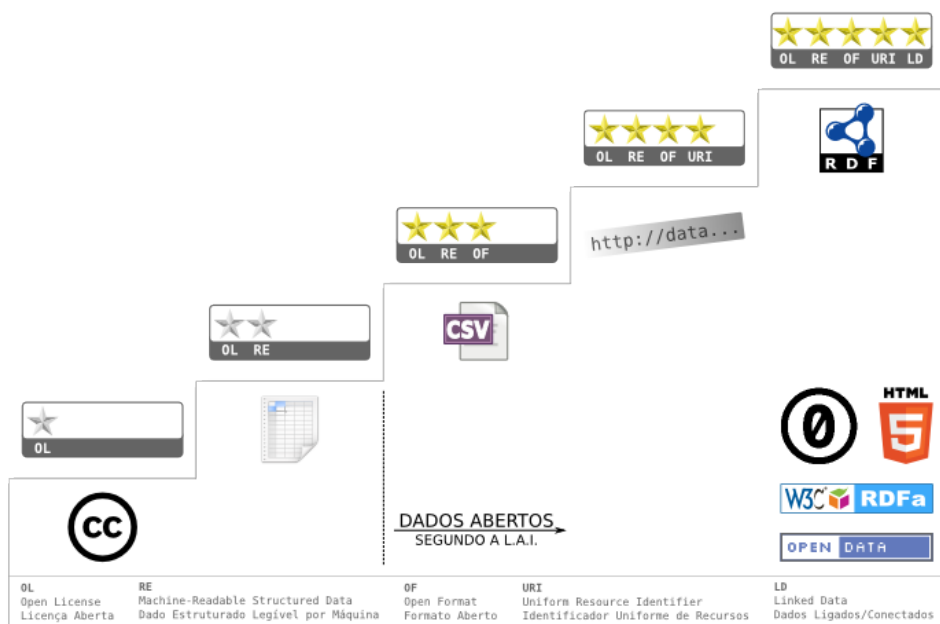 OL RE OF URI LD
RDF
OL RE OF URI
http://data...
OL RE OF
CSV
OL RE
OL
cc
DADOS ABERTOS
SEGUNDO A L.A.I.
0
HTML
5
W3C RDFa
OPEN DATA
OL
Open License
Licença Aberta
RE
Machine-Readable Structured Data
Dado Estruturado Legível por Máquina
OF
Open Format
Formato Aberto
URI
Uniform Resource Identifier
Identificador Uniforme de Recursos
LD
Linked Data
Dados Ligados/Conectados